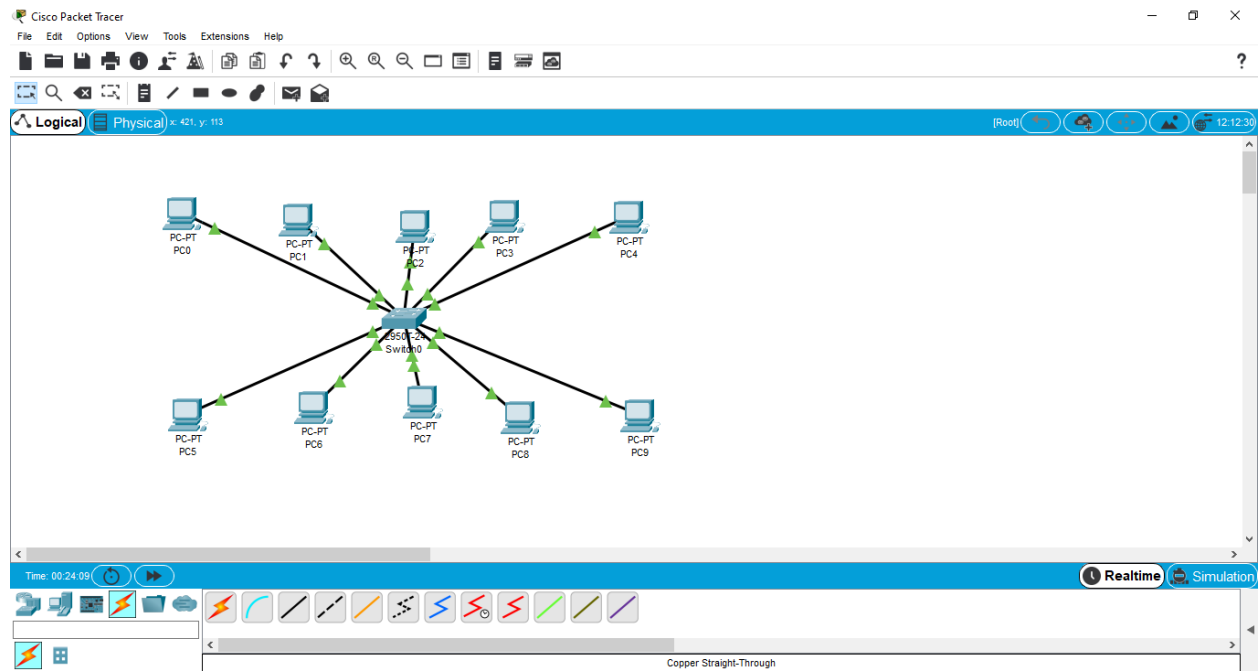 Cisco Packet Tracer
File Edit Options View Tools Extensions Help
?
Logical Physical x: 421, y: 113 [Root] 12:12:30
PC-PT
PC0
PC-PT
PC1
PC-PT
PC2
PC-PT
PC3
PC-PT
PC4
2950T-24
Switch0
PC-PT
PC5
PC-PT
PC6
PC-PT
PC7
PC-PT
PC8
PC-PT
PC9
Time: 00:24:09 Realtime Simulation
Copper Straight-Through